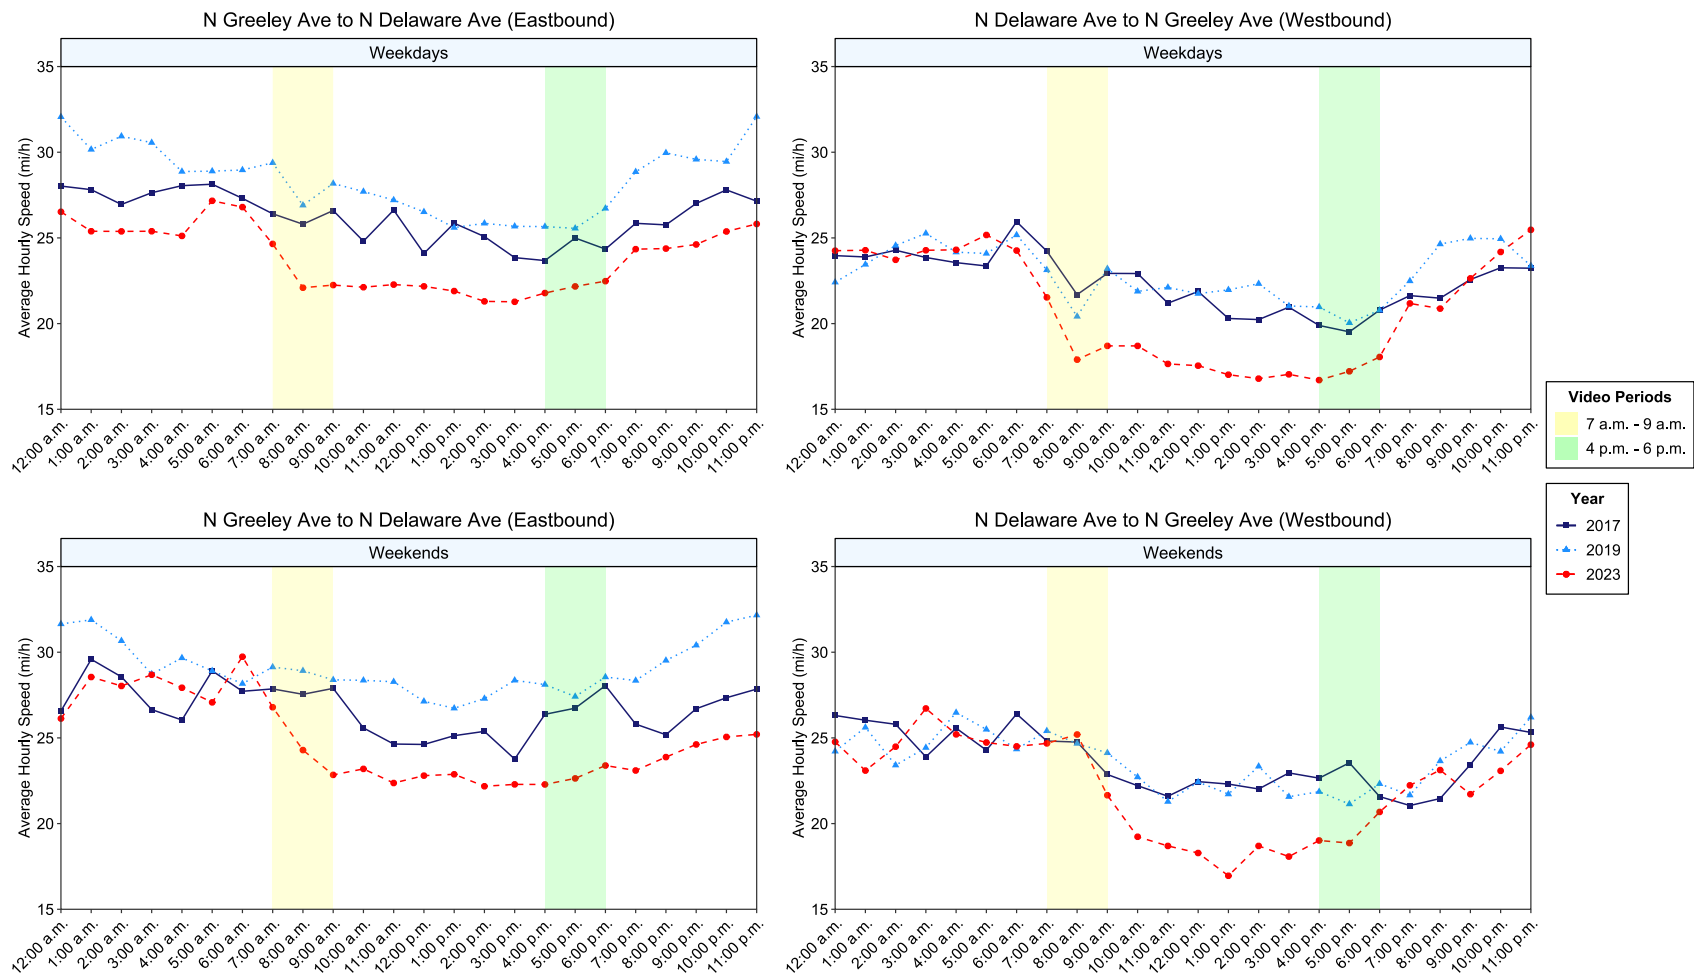 N Greeley Ave to N Delaware Ave (Eastbound)
Weekdays
Average Hourly Speed (mi/h)
35
30
25
20
15
12:00 a.m.
1:00 a.m.
2:00 a.m.
3:00 a.m.
4:00 a.m.
5:00 a.m.
6:00 a.m.
7:00 a.m.
8:00 a.m.
9:00 a.m.
10:00 a.m.
11:00 a.m.
12:00 p.m.
1:00 p.m.
2:00 p.m.
3:00 p.m.
4:00 p.m.
5:00 p.m.
6:00 p.m.
7:00 p.m.
8:00 p.m.
9:00 p.m.
10:00 p.m.
11:00 p.m.
N Delaware Ave to N Greeley Ave (Westbound)
Weekdays
Average Hourly Speed (mi/h)
35
30
25
20
15
12:00 a.m.
1:00 a.m.
2:00 a.m.
3:00 a.m.
4:00 a.m.
5:00 a.m.
6:00 a.m.
7:00 a.m.
8:00 a.m.
9:00 a.m.
10:00 a.m.
11:00 a.m.
12:00 p.m.
1:00 p.m.
2:00 p.m.
3:00 p.m.
4:00 p.m.
5:00 p.m.
6:00 p.m.
7:00 p.m.
8:00 p.m.
9:00 p.m.
10:00 p.m.
11:00 p.m.
Video Periods
7 a.m. - 9 a.m.
4 p.m. - 6 p.m.
Year
2017
2019
2023
N Greeley Ave to N Delaware Ave (Eastbound)
Weekends
Average Hourly Speed (mi/h)
35
30
25
20
15
12:00 a.m.
1:00 a.m.
2:00 a.m.
3:00 a.m.
4:00 a.m.
5:00 a.m.
6:00 a.m.
7:00 a.m.
8:00 a.m.
9:00 a.m.
10:00 a.m.
11:00 a.m.
12:00 p.m.
1:00 p.m.
2:00 p.m.
3:00 p.m.
4:00 p.m.
5:00 p.m.
6:00 p.m.
7:00 p.m.
8:00 p.m.
9:00 p.m.
10:00 p.m.
11:00 p.m.
N Delaware Ave to N Greeley Ave (Westbound)
Weekends
Average Hourly Speed (mi/h)
35
30
25
20
15
12:00 a.m.
1:00 a.m.
2:00 a.m.
3:00 a.m.
4:00 a.m.
5:00 a.m.
6:00 a.m.
7:00 a.m.
8:00 a.m.
9:00 a.m.
10:00 a.m.
11:00 a.m.
12:00 p.m.
1:00 p.m.
2:00 p.m.
3:00 p.m.
4:00 p.m.
5:00 p.m.
6:00 p.m.
7:00 p.m.
8:00 p.m.
9:00 p.m.
10:00 p.m.
11:00 p.m.